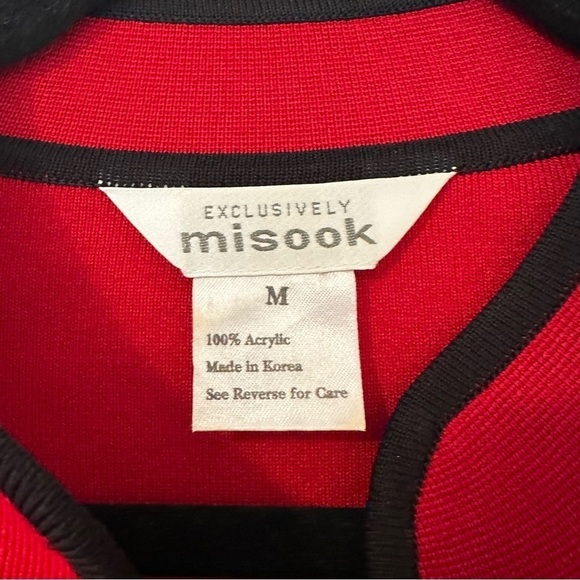 EXCLUSIVELY
misook
M
100% Acrylic
Made in Korea
See Reverse for Care